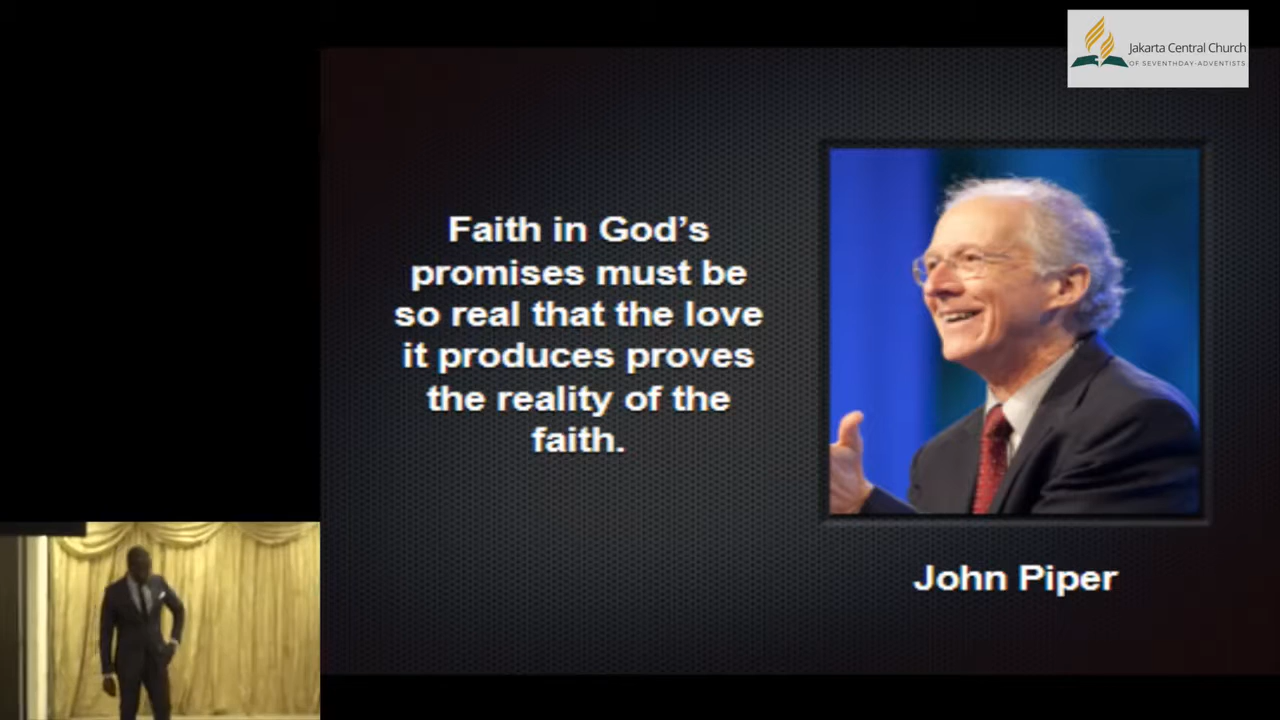 Jakarta Central Church
OF SEVENTHDAY-ADVENTISTS
Faith in God’s
promises must be
so real that the love
it produces proves
the reality of the
faith.
John Piper